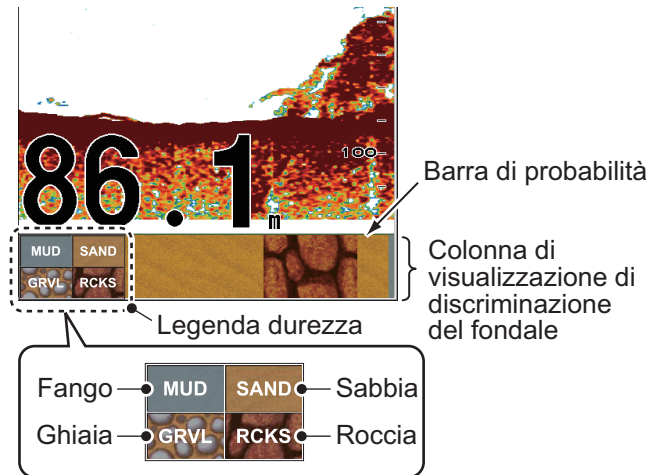 100
86.1 m
Barra di probabilità
MUD SAND
GRVL RCKS
Colonna di
visualizzazione di
discriminazione
del fondale
Legenda durezza
Fango MUD SAND Sabbia
Ghiaia GRVL RCKS Roccia